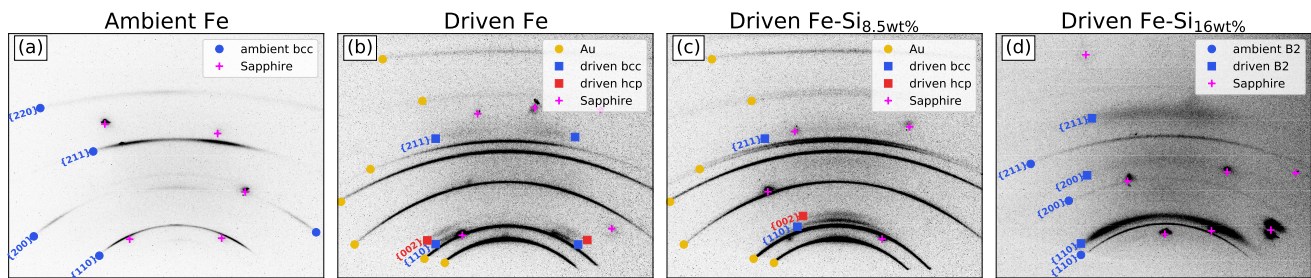 Ambient Fe
(a)
ambient bcc
Sapphire
{220}
{211}
{200}
{110}
Driven Fe
(b)
Au
driven bcc
driven hcp
Sapphire
{211}
{002}
{110}
Driven Fe-Si8.5wt%
(c)
Au
driven bcc
driven hcp
Sapphire
{211}
{002}
{110}
Driven Fe-Si16wt%
(d)
ambient B2
driven B2
Sapphire
{211}
{211}
{200}
{200}
{110}
{110}